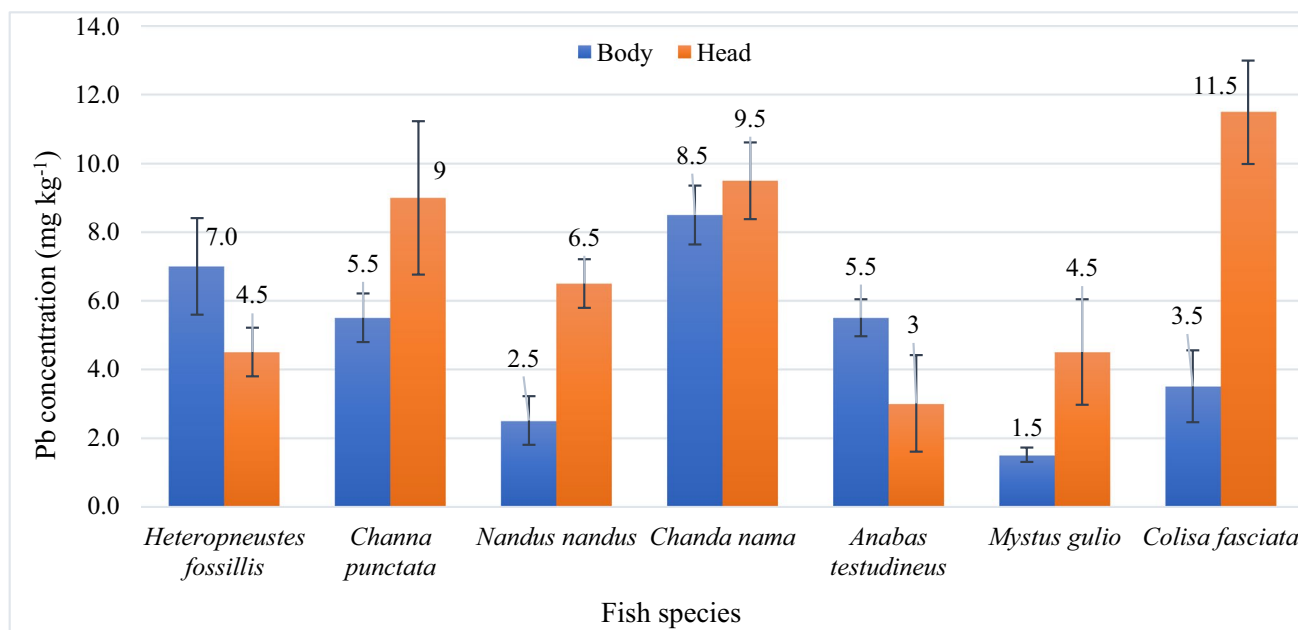 14.0
12.0
10.0
8.0
6.0
4.0
2.0
0.0
Pb concentration (mg kg⁻¹)
Body Head
7.0
4.5
5.5
9
2.5
6.5
8.5
9.5
5.5
3
1.5
4.5
3.5
11.5
Heteropneustes
fossillis
Channa
punctata
Nandus nandus
Chanda nama
Anabas
testudineus
Mystus gulio
Colisa fasciata
Fish species